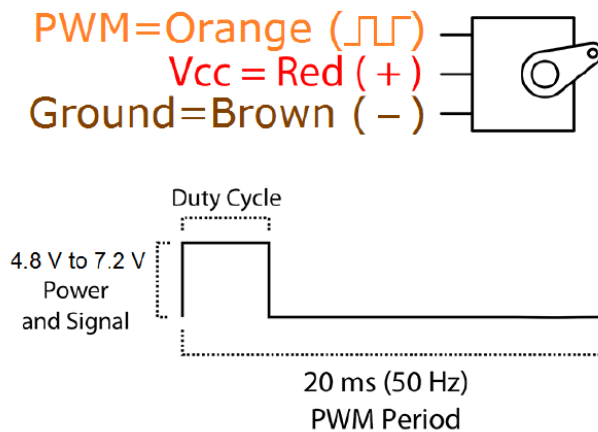 PWM=Orange (⎍⎍)
Vcc = Red ( + )
Ground=Brown ( − )
Duty Cycle
4.8 V to 7.2 V
Power
and Signal
20 ms (50 Hz)
PWM Period